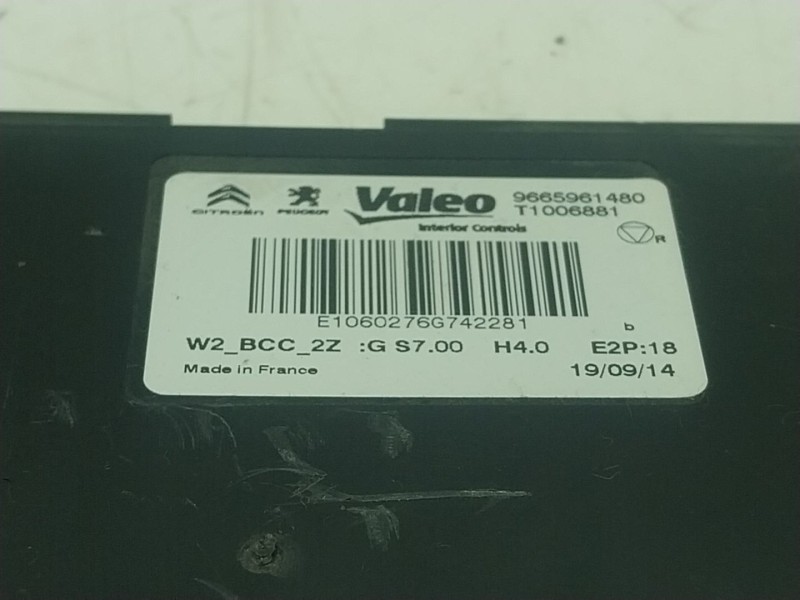 CITROËN PEUGEOT Valeo 9665961480
T1006881
Interior Controls
R
E1060276G742281
b
W2_BCC_2Z :G S7.00 H4.0 E2P:18
Made in France 19/09/14